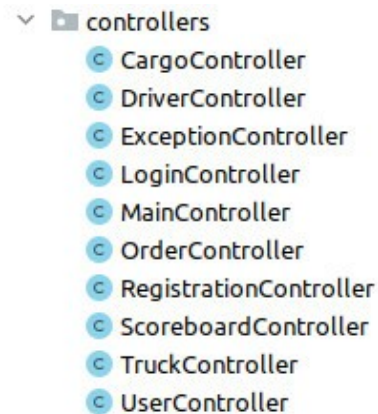 controllers
C CargoController
C DriverController
C ExceptionController
C LoginController
C MainController
C OrderController
C RegistrationController
C ScoreboardController
C TruckController
C UserController